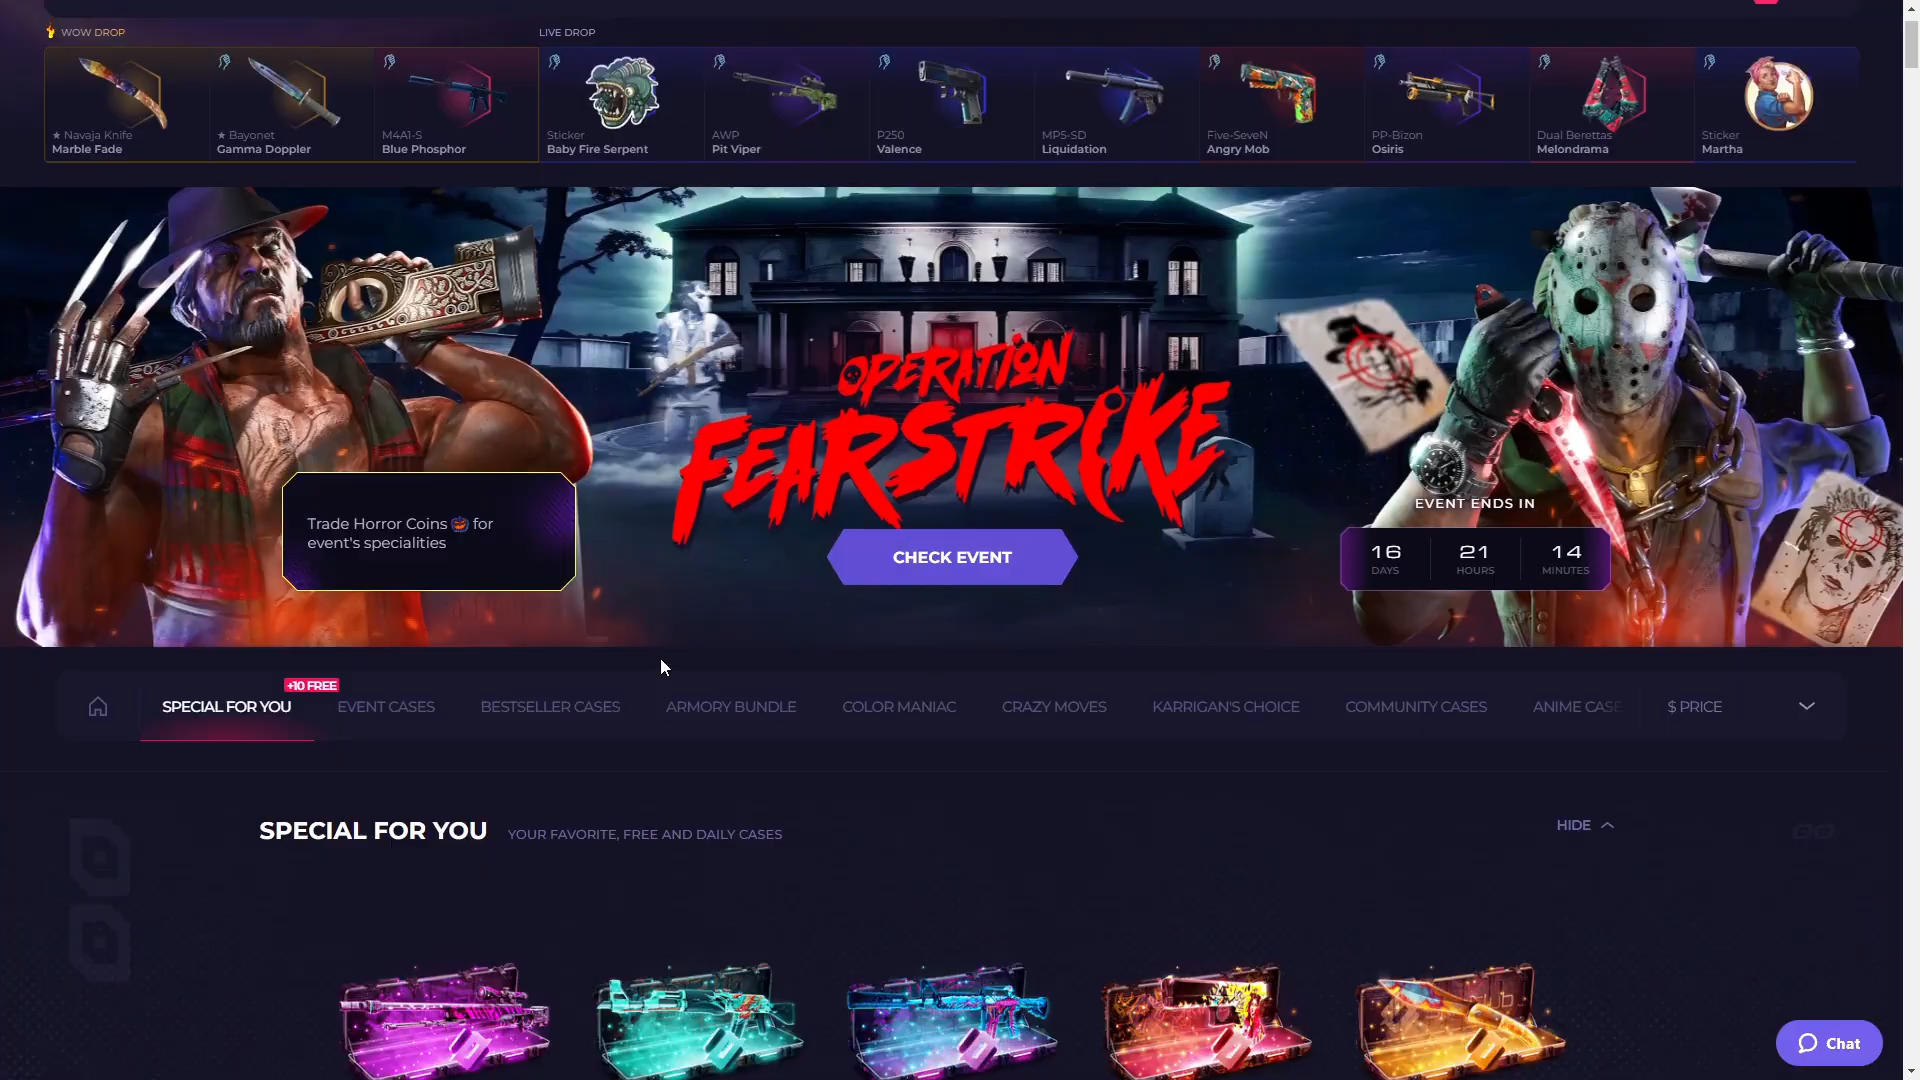 WOW DROP
LIVE DROP
★ Navaja Knife
Marble Fade
★ Bayonet
Gamma Doppler
M4A1-S
Blue Phosphor
Sticker
Baby Fire Serpent
AWP
Pit Viper
P250
Valence
MP5-SD
Liquidation
Five-SeveN
Angry Mob
PP-Bizon
Osiris
Dual Berettas
Melondrama
Sticker
Martha
OPERATION
FEARSTRIKE
Trade Horror Coins 🎃 for
event's specialities
CHECK EVENT
EVENT ENDS IN
16 21 14
DAYS HOURS MINUTES
+10 FREE
SPECIAL FOR YOU EVENT CASES BESTSELLER CASES ARMORY BUNDLE COLOR MANIAC CRAZY MOVES KARRIGAN'S CHOICE COMMUNITY CASES ANIME CASE $ PRICE
SPECIAL FOR YOU YOUR FAVORITE, FREE AND DAILY CASES HIDE
Chat